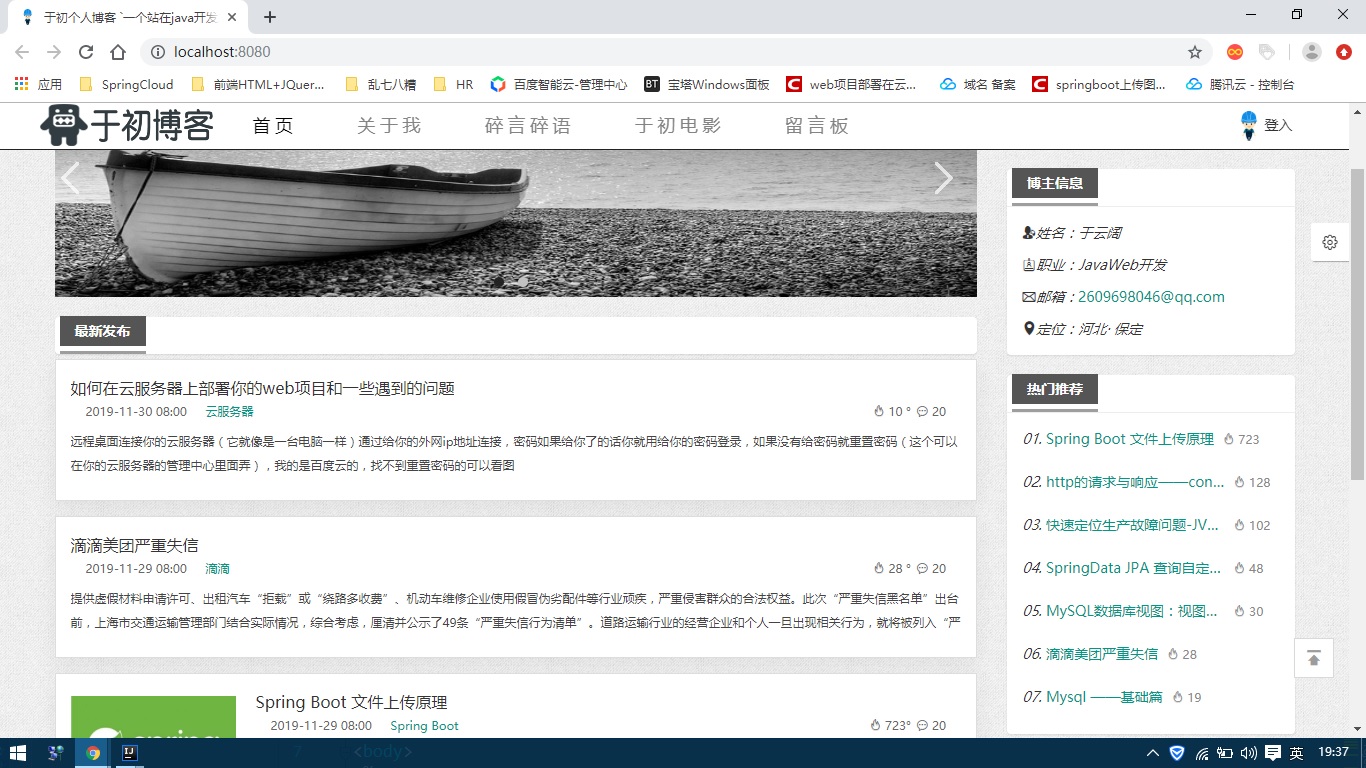 于初个人博客 `一个站在java开发
localhost:8080
应用
SpringCloud
前端HTML+JQuer...
乱七八糟
HR
百度智能云-管理中心
BT
宝塔Windows面板
web项目部署在云...
域名 备案
springboot上传图...
腾讯云 - 控制台
于初博客
首页
关于我
碎言碎语
于初电影
留言板
登入
最新发布
如何在云服务器上部署你的web项目和一些遇到的问题
2019-11-30 08:00 云服务器 10 ° 20
远程桌面连接你的云服务器（它就像是一台电脑一样）通过给你的外网ip地址连接，密码如果给你了的话你就用给你的密码登录，如果没有给密码就重置密码（这个可以
在你的云服务器的管理中心里面弄），我的是百度云的，找不到重置密码的可以看图
滴滴美团严重失信
2019-11-29 08:00 滴滴 28 ° 20
提供虚假材料申请许可、出租汽车“拒载”或“绕路多收费”、机动车维修企业使用假冒伪劣配件等行业顽疾，严重侵害群众的合法权益。此次“严重失信黑名单”出台
前，上海市交通运输管理部门结合实际情况，综合考虑，厘清并公示了49条“严重失信行为清单”。道路运输行业的经营企业和个人一旦出现相关行为，就将被列入“严
Spring Boot 文件上传原理
2019-11-29 08:00 Spring Boot 723° 20
博主信息
姓名：于云阔
职业：JavaWeb开发
邮箱：2609698046@qq.com
定位：河北· 保定
热门推荐
01. Spring Boot 文件上传原理 723
02. http的请求与响应——con... 128
03. 快速定位生产故障问题-JV... 102
04. SpringData JPA 查询自定... 48
05. MySQL数据库视图：视图... 30
06. 滴滴美团严重失信 28
07. Mysql ——基础篇 19
<body>
英
19:37